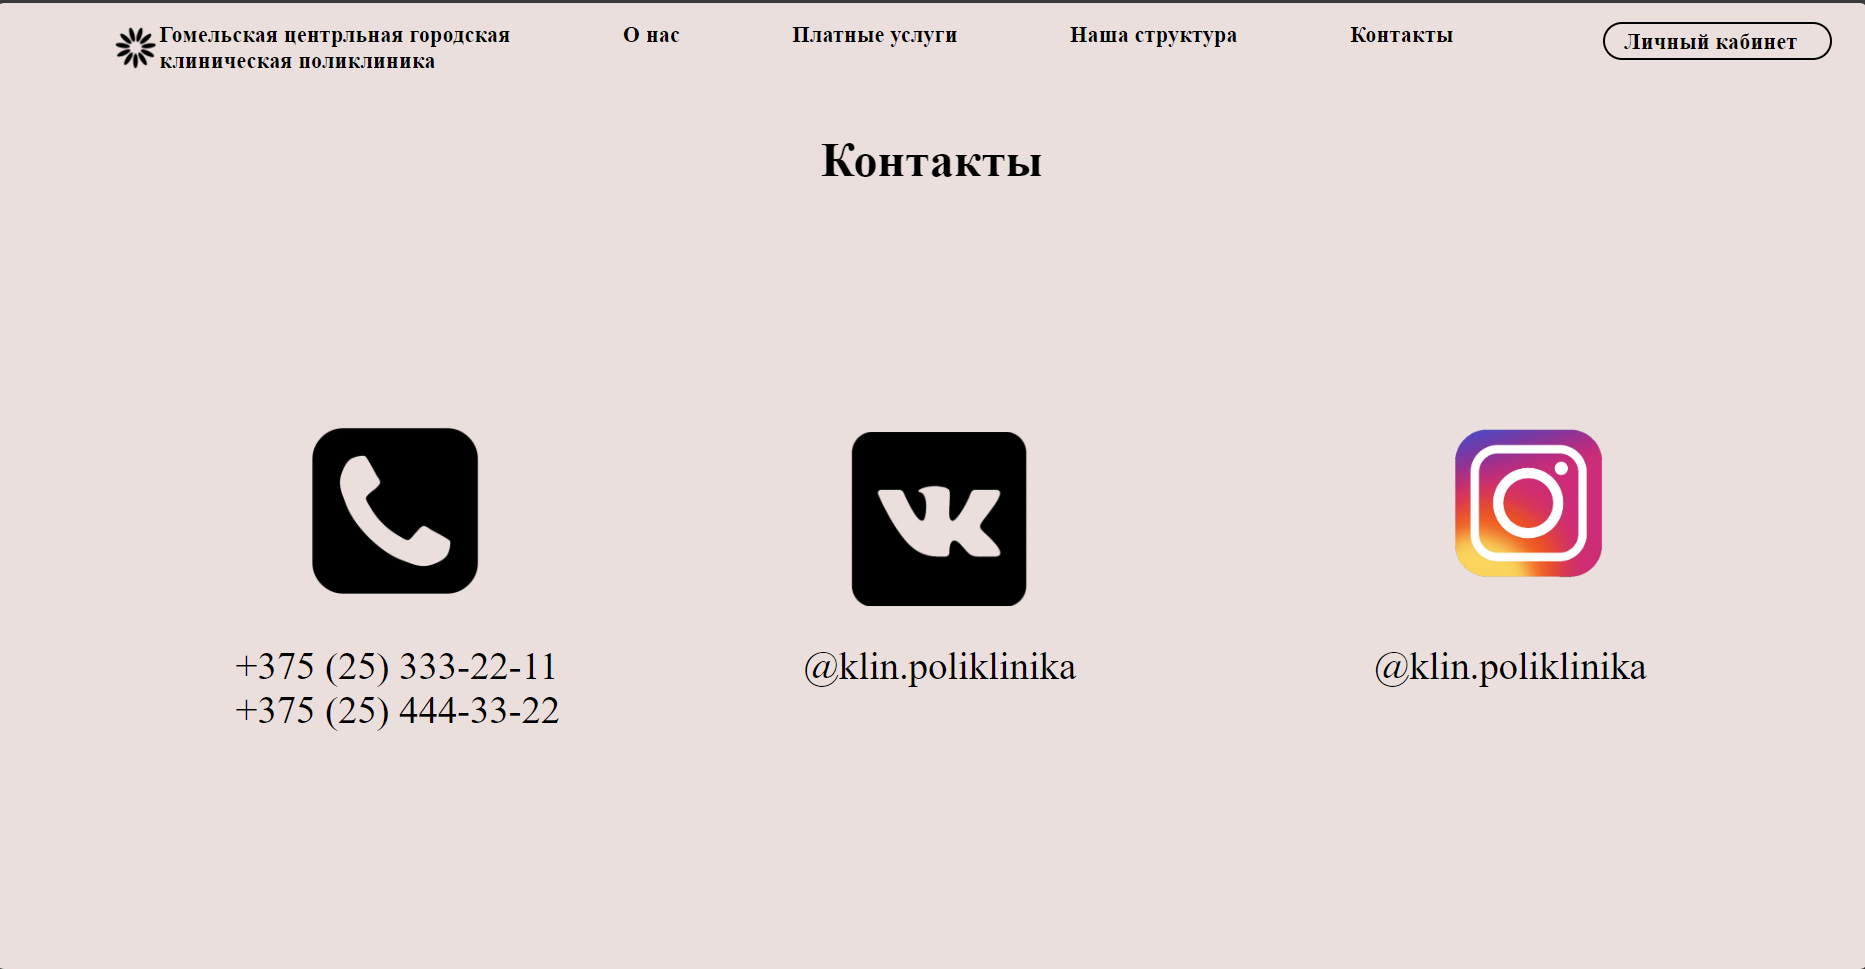 Гомельская центрльная городская
клиническая поликлиника
О нас
Платные услуги
Наша структура
Контакты
Личный кабинет
Контакты
+375 (25) 333-22-11
+375 (25) 444-33-22
@klin.poliklinika
@klin.poliklinika